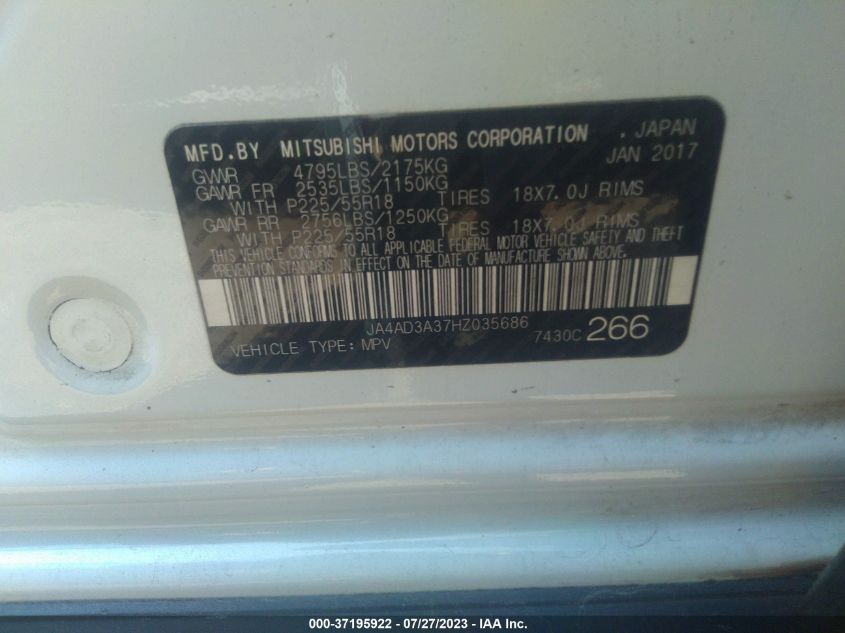 MFD.BY MITSUBISHI MOTORS CORPORATION . JAPAN
GVWR 4795LBS/2175KG JAN 2017
GAWR FR 2535LBS/1150KG
WITH P225/55R18 TIRES 18X7.0J RIMS
GAWR RR 2756LBS/1250KG
WITH P225/55R18 TIRES 18X7.0J RIMS
THIS VEHICLE CONFORMS TO ALL APPLICABLE FEDERAL MOTOR VEHICLE SAFETY AND THEFT
PREVENTION STANDARDS IN EFFECT ON THE DATE OF MANUFACTURE SHOWN ABOVE.
JA4AD3A37HZ035686
VEHICLE TYPE: MPV 7430C 266
000-37195922 / 07/27/2023 / IAA Inc.